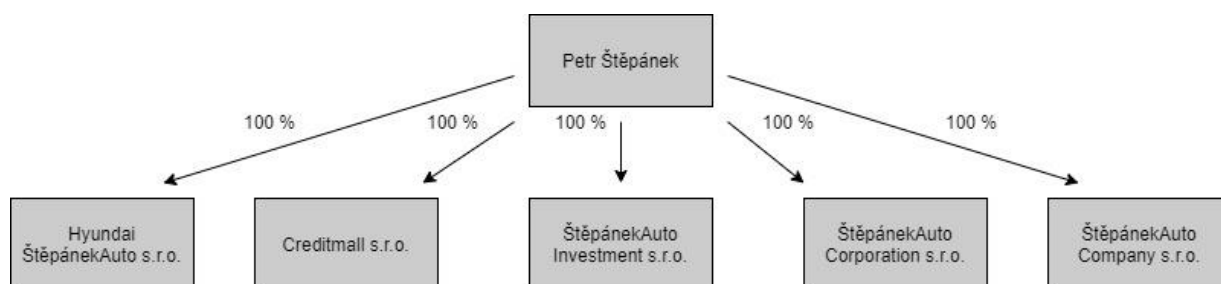 Petr Štěpánek
100 %
100 %
100 %
100 %
100 %
Hyundai
ŠtěpánekAuto s.r.o.
Creditmall s.r.o.
ŠtěpánekAuto
Investment s.r.o.
ŠtěpánekAuto
Corporation s.r.o.
ŠtěpánekAuto
Company s.r.o.